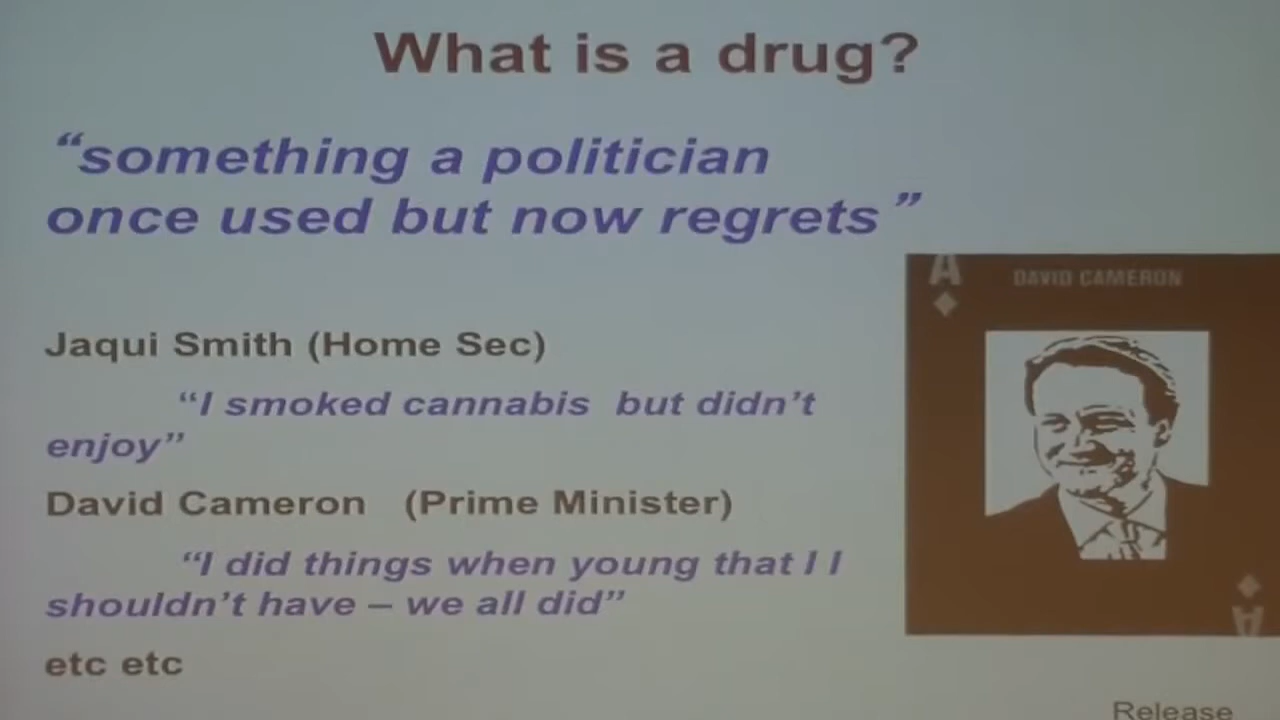 What is a drug?
“something a politician
once used but now regrets”
Jaqui Smith (Home Sec)
“I smoked cannabis but didn’t
enjoy”
David Cameron (Prime Minister)
“I did things when young that I I
shouldn’t have – we all did”
etc etc
A
DAVID CAMERON
A
Release